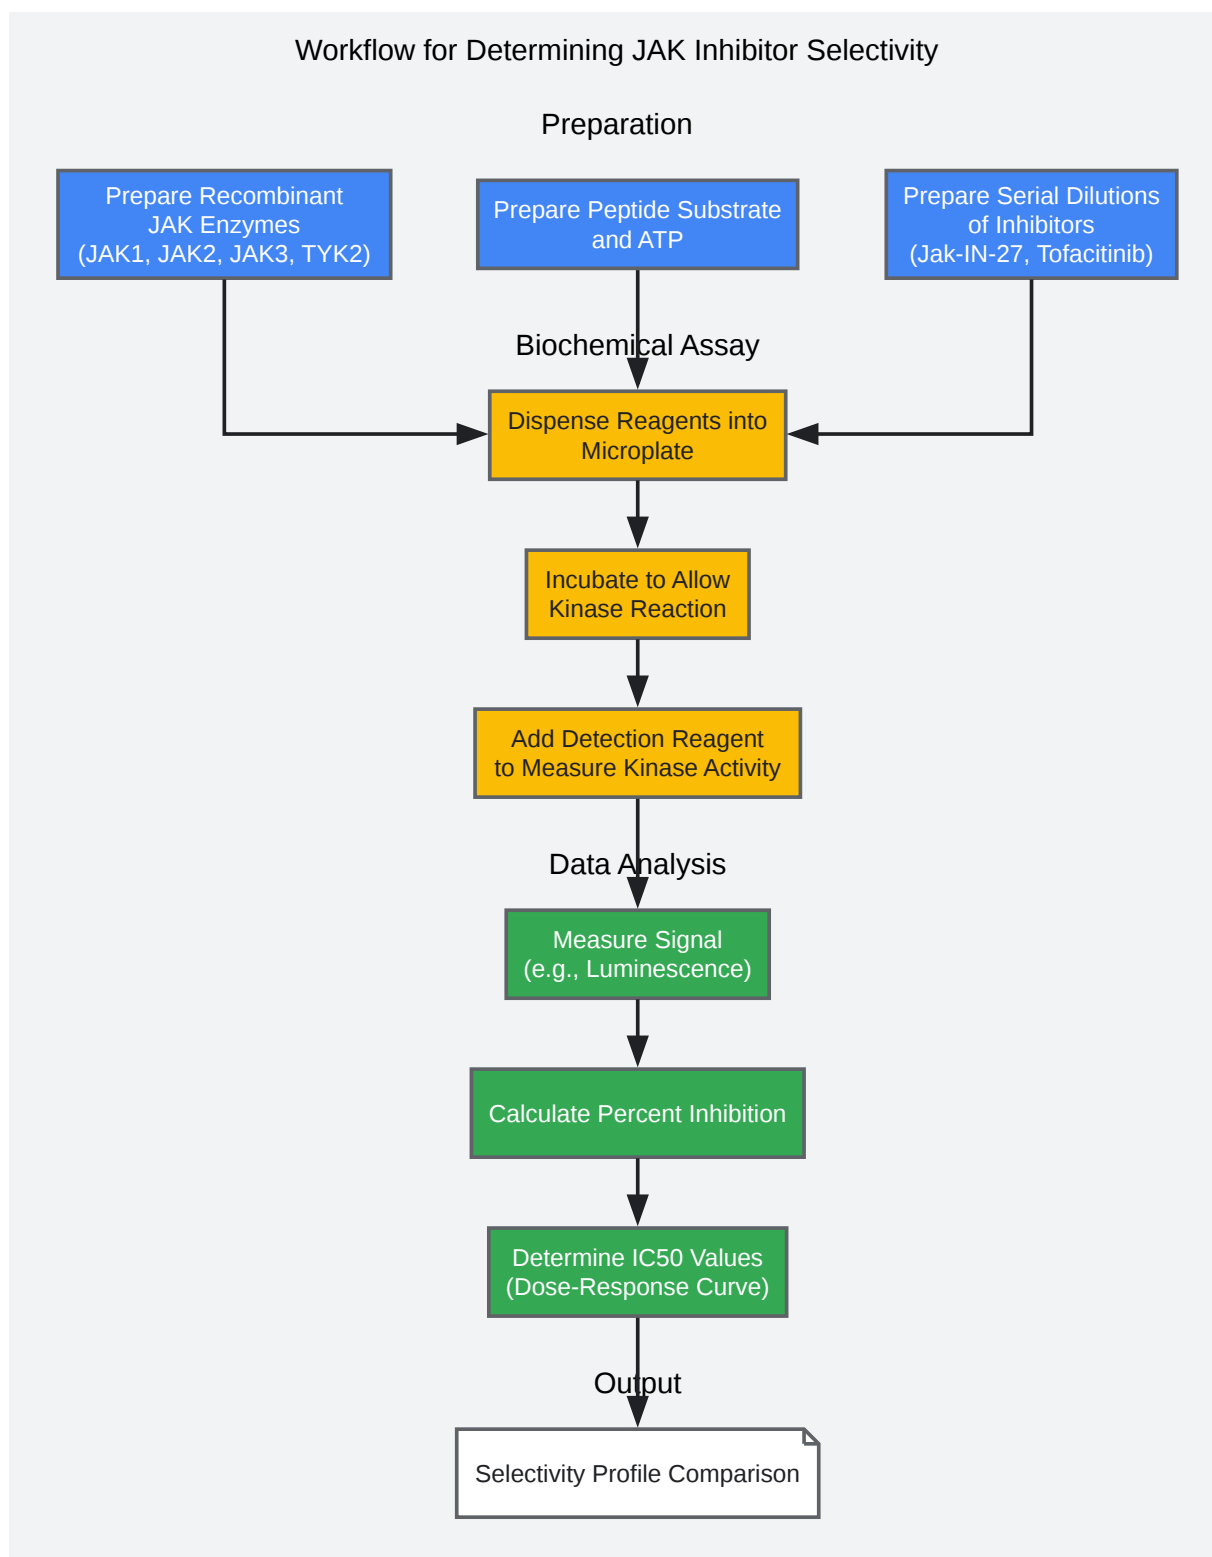 Workflow for Determining JAK Inhibitor Selectivity
Preparation
Prepare Recombinant
JAK Enzymes
(JAK1, JAK2, JAK3, TYK2)
Prepare Peptide Substrate
and ATP
Prepare Serial Dilutions
of Inhibitors
(Jak-IN-27, Tofacitinib)
Biochemical Assay
Dispense Reagents into
Microplate
Incubate to Allow
Kinase Reaction
Add Detection Reagent
to Measure Kinase Activity
Data Analysis
Measure Signal
(e.g., Luminescence)
Calculate Percent Inhibition
Determine IC50 Values
(Dose-Response Curve)
Output
Selectivity Profile Comparison